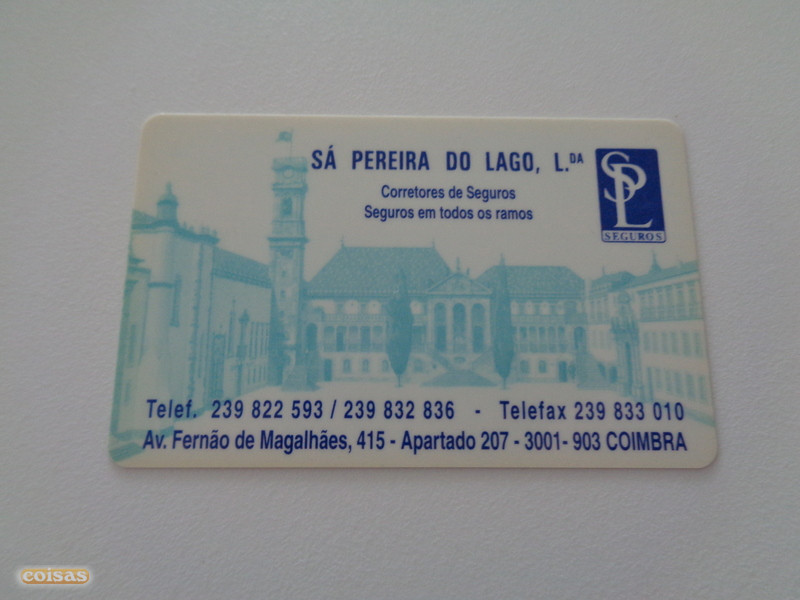 SÁ PEREIRA DO LAGO, L.DA
Corretores de Seguros
Seguros em todos os ramos
SPL
SEGUROS
Telef. 239 822 593 / 239 832 836 - Telefax 239 833 010
Av. Fernão de Magalhães, 415 - Apartado 207 - 3001- 903 COIMBRA
coisas